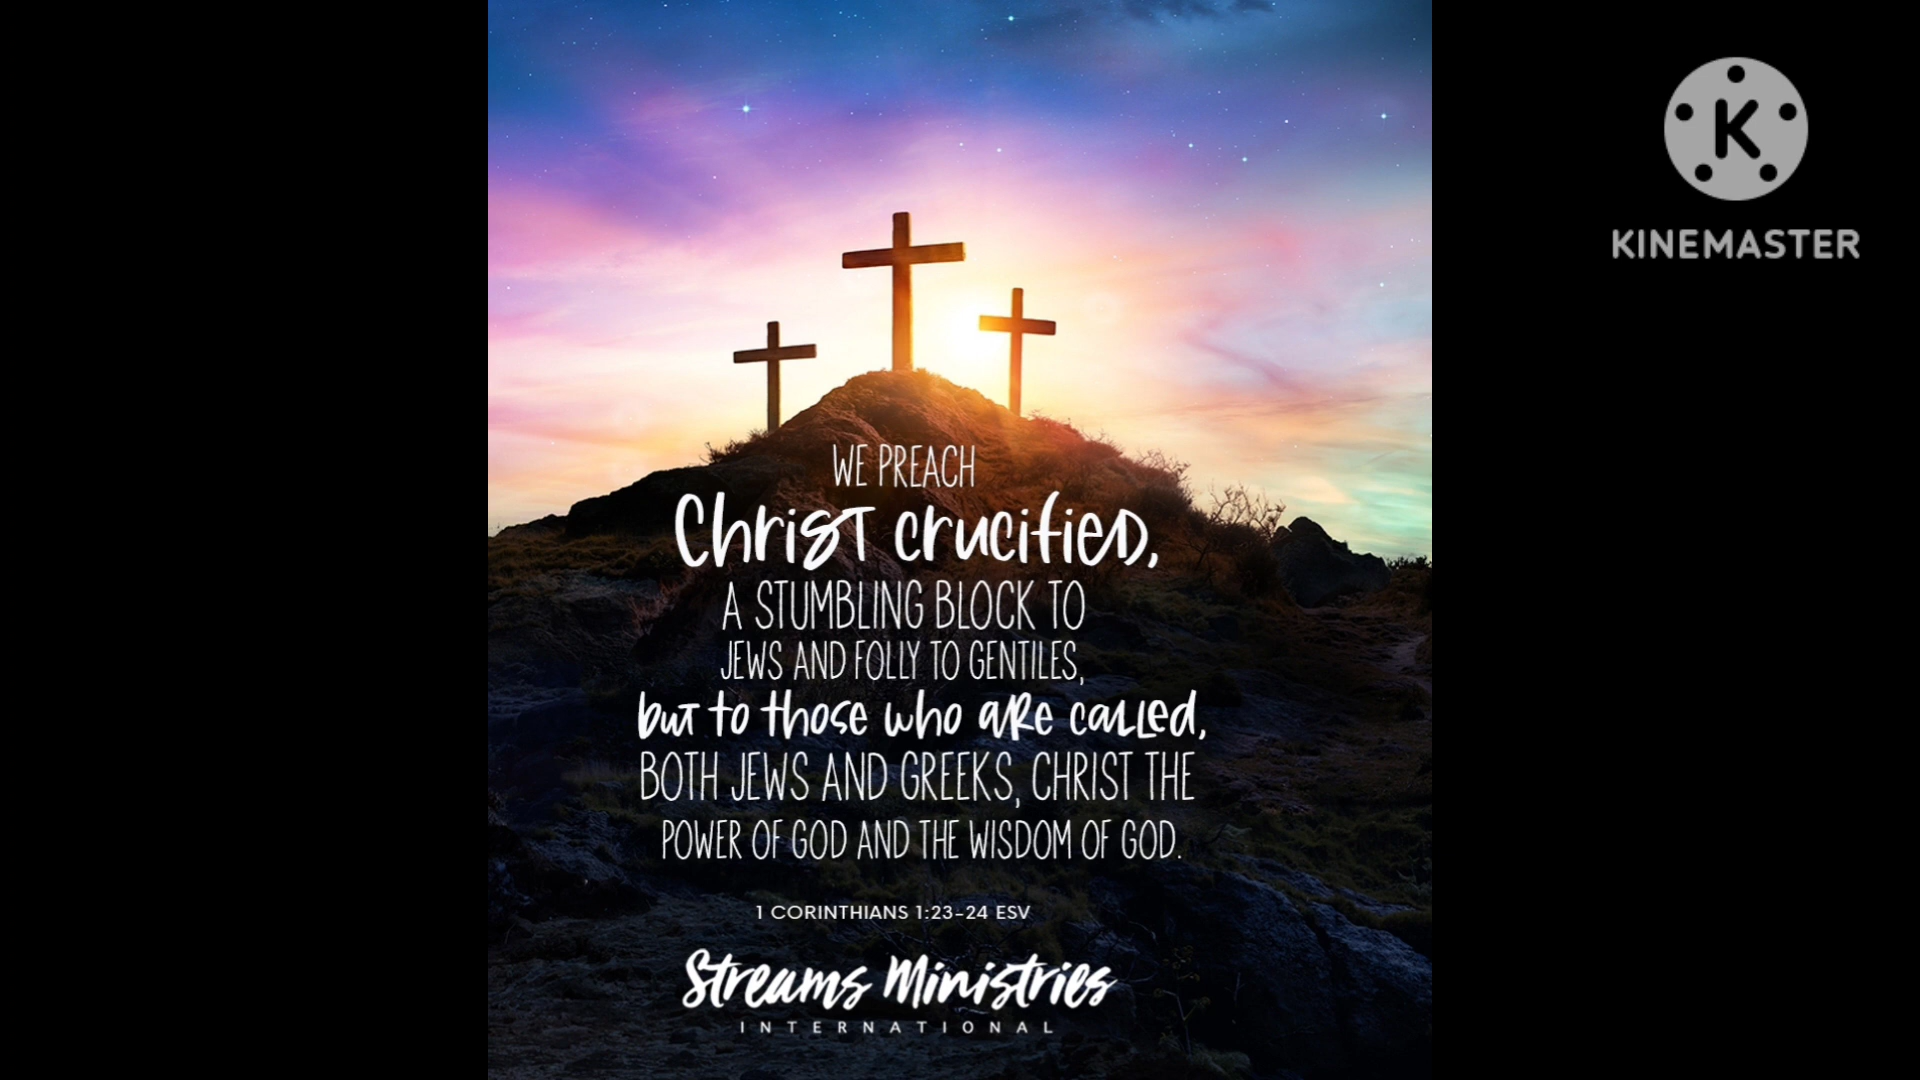 K
KINEMASTER
WE PREACH
Christ crucified,
A STUMBLING BLOCK TO
JEWS AND FOLLY TO GENTILES,
but to those who are called,
BOTH JEWS AND GREEKS, CHRIST THE
POWER OF GOD AND THE WISDOM OF GOD.
1 CORINTHIANS 1:23-24 ESV
Streams Ministries
INTERNATIONAL